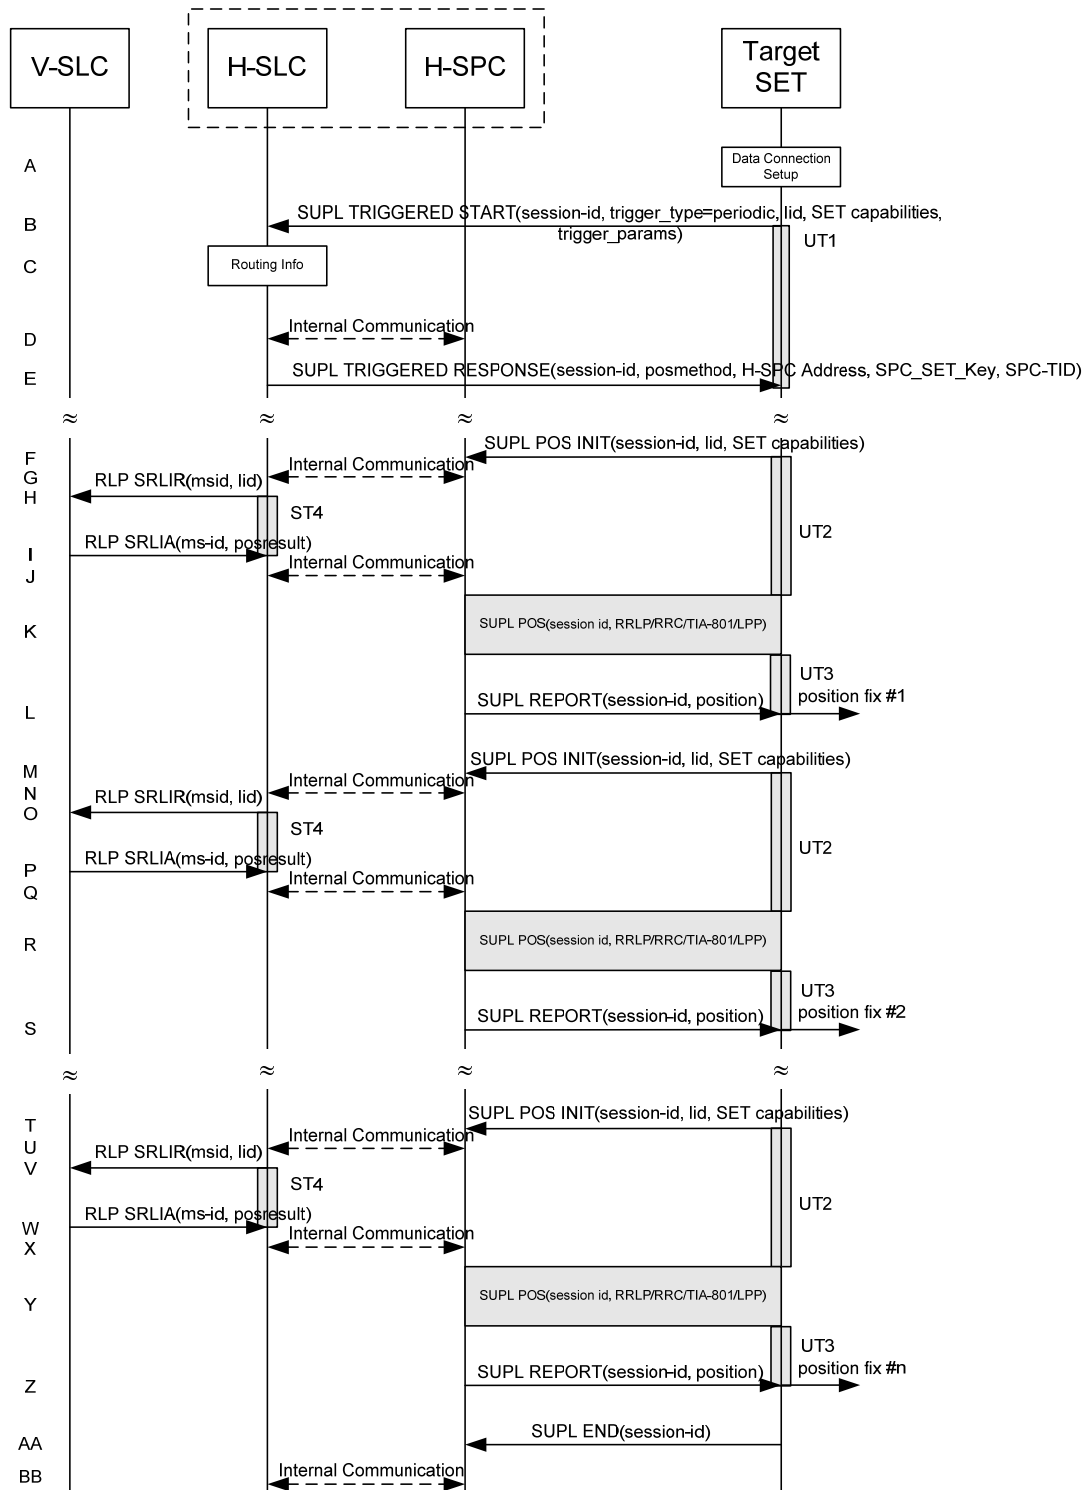 V-SLC
H-SLC
H-SPC
Target
SET
A
Data Connection
Setup
B
SUPL TRIGGERED START(session-id, trigger_type=periodic, lid, SET capabilities,
trigger_params)
UT1
C
Routing Info
D
Internal Communication
E
SUPL TRIGGERED RESPONSE(session-id, posmethod, H-SPC Address, SPC_SET_Key, SPC-TID)
≈ ≈ ≈ ≈
F
SUPL POS INIT(session-id, lid, SET capabilities)
G
Internal Communication
H
RLP SRLIR(msid, lid)
ST4
UT2
I
RLP SRLIA(ms-id, posresult)
J
Internal Communication
K
SUPL POS(session id, RRLP/RRC/TIA-801/LPP)
UT3
position fix #1
L
SUPL REPORT(session-id, position)
M
SUPL POS INIT(session-id, lid, SET capabilities)
N
Internal Communication
O
RLP SRLIR(msid, lid)
ST4
UT2
P
RLP SRLIA(ms-id, posresult)
Q
Internal Communication
R
SUPL POS(session id, RRLP/RRC/TIA-801/LPP)
UT3
position fix #2
S
SUPL REPORT(session-id, position)
≈ ≈ ≈ ≈
T
SUPL POS INIT(session-id, lid, SET capabilities)
U
Internal Communication
V
RLP SRLIR(msid, lid)
ST4
UT2
W
RLP SRLIA(ms-id, posresult)
X
Internal Communication
Y
SUPL POS(session id, RRLP/RRC/TIA-801/LPP)
UT3
position fix #n
Z
SUPL REPORT(session-id, position)
AA
SUPL END(session-id)
BB
Internal Communication